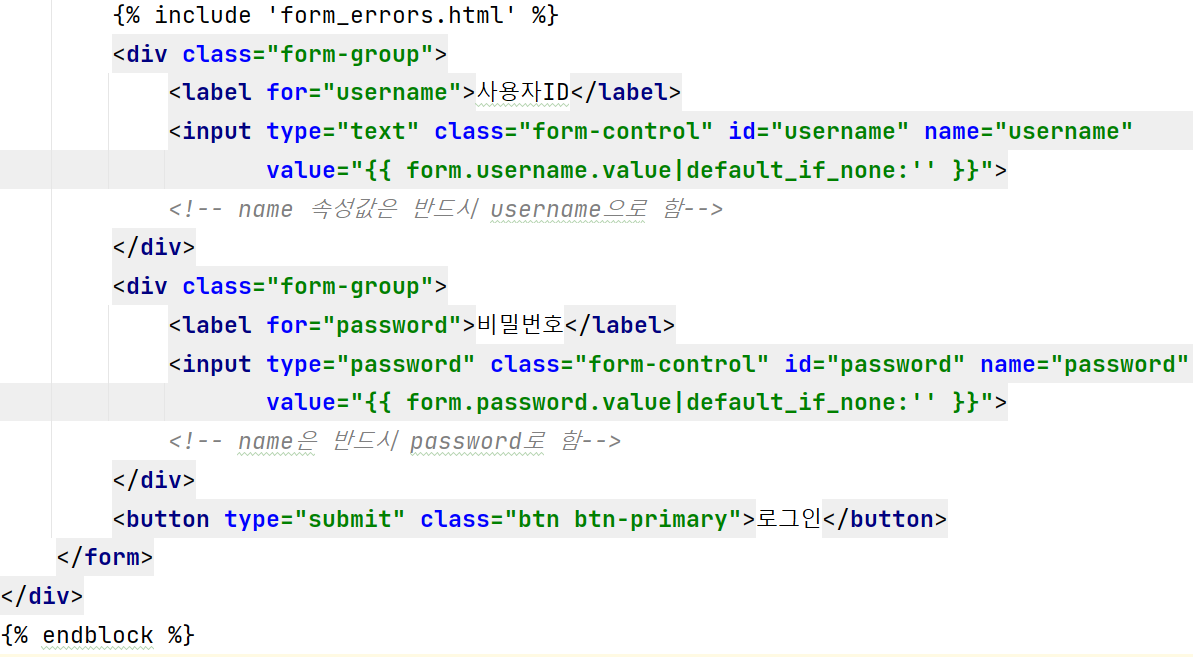 {% include 'form_errors.html' %}
<div class="form-group">
<label for="username">사용자ID</label>
<input type="text" class="form-control" id="username" name="username"
value="{{ form.username.value|default_if_none:'' }}">
<!-- name 속성값은 반드시 username으로 함-->
</div>
<div class="form-group">
<label for="password">비밀번호</label>
<input type="password" class="form-control" id="password" name="password"
value="{{ form.password.value|default_if_none:'' }}">
<!-- name은 반드시 password로 함-->
</div>
<button type="submit" class="btn btn-primary">로그인</button>
</form>
</div>
{% endblock %}